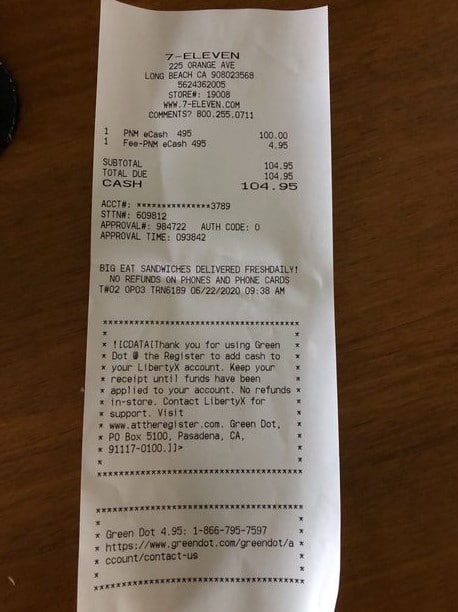 7-ELEVEN
225 ORANGE AVE
LONG BEACH CA 908023568
5624362005
STORE#: 19008
WWW.7-ELEVEN.COM
COMMENTS? 800.255.0711
1 PNM eCash 495 100.00
1 Fee-PNM eCash 495 4.95
SUBTOTAL 104.95
TOTAL DUE 104.95
CASH 104.95
ACCT#: ***************3789
STTN#: 609812
APPROVAL#: 984722 AUTH CODE: 0
APPROVAL TIME: 093842
BIG EAT SANDWICHES DELIVERED FRESHDAILY!
NO REFUNDS ON PHONES AND PHONE CARDS
T#02 OP03 TRN6189 06/22/2020 09:38 AM
***********************************
* *
* ![CDATA[Thank you for using Green *
* Dot @ the Register to add cash to *
* your LibertyX account. Keep your *
* receipt until funds have been *
* applied to your account. No refunds *
* in-store. Contact LibertyX for *
* support. Visit *
* www.attheregister.com. Green Dot, *
* PO Box 5100, Pasadena, CA, *
* 91117-0100.]]> *
* *
***********************************
***********************************
* *
* Green Dot 4.95: 1-866-795-7597 *
* https://www.greendot.com/greendot/a *
* ccount/contact-us *
* *
***********************************